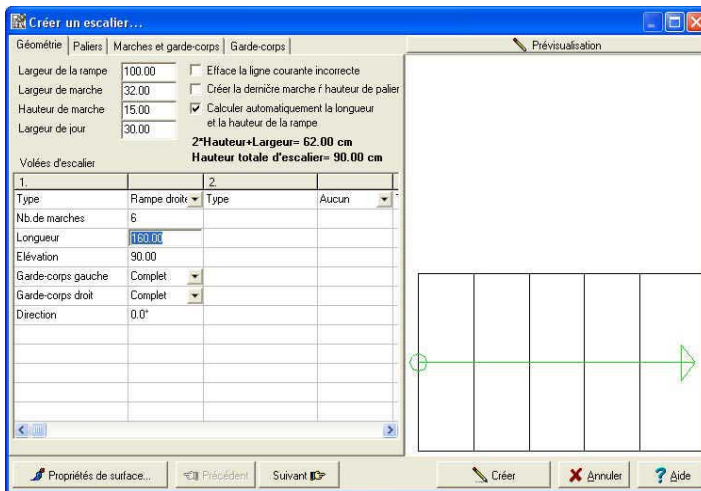 Créer un escalier...
Géométrie Paliers Marches et garde-corps Garde-corps
Prévisualisation
Largeur de la rampe 100.00 Efface la ligne courante incorrecte
Largeur de marche 32.00 Créer la derničre marche ŕ hauteur de palier
Hauteur de marche 15.00 Calculer automatiquement la longueur
et la hauteur de la rampe
Largeur de jour 30.00
2*Hauteur+Largeur= 62.00 cm
Hauteur totale d'escalier= 90.00 cm
Volées d'escalier
1. 2.
Type Rampe droite Type Aucun
Nb.de marches 6
Longueur 160.00
Elévation 90.00
Garde-corps gauche Complet
Garde-corps droit Complet
Direction 0.0°
Propriétés de surface... Précédent Suivant Créer Annuler Aide